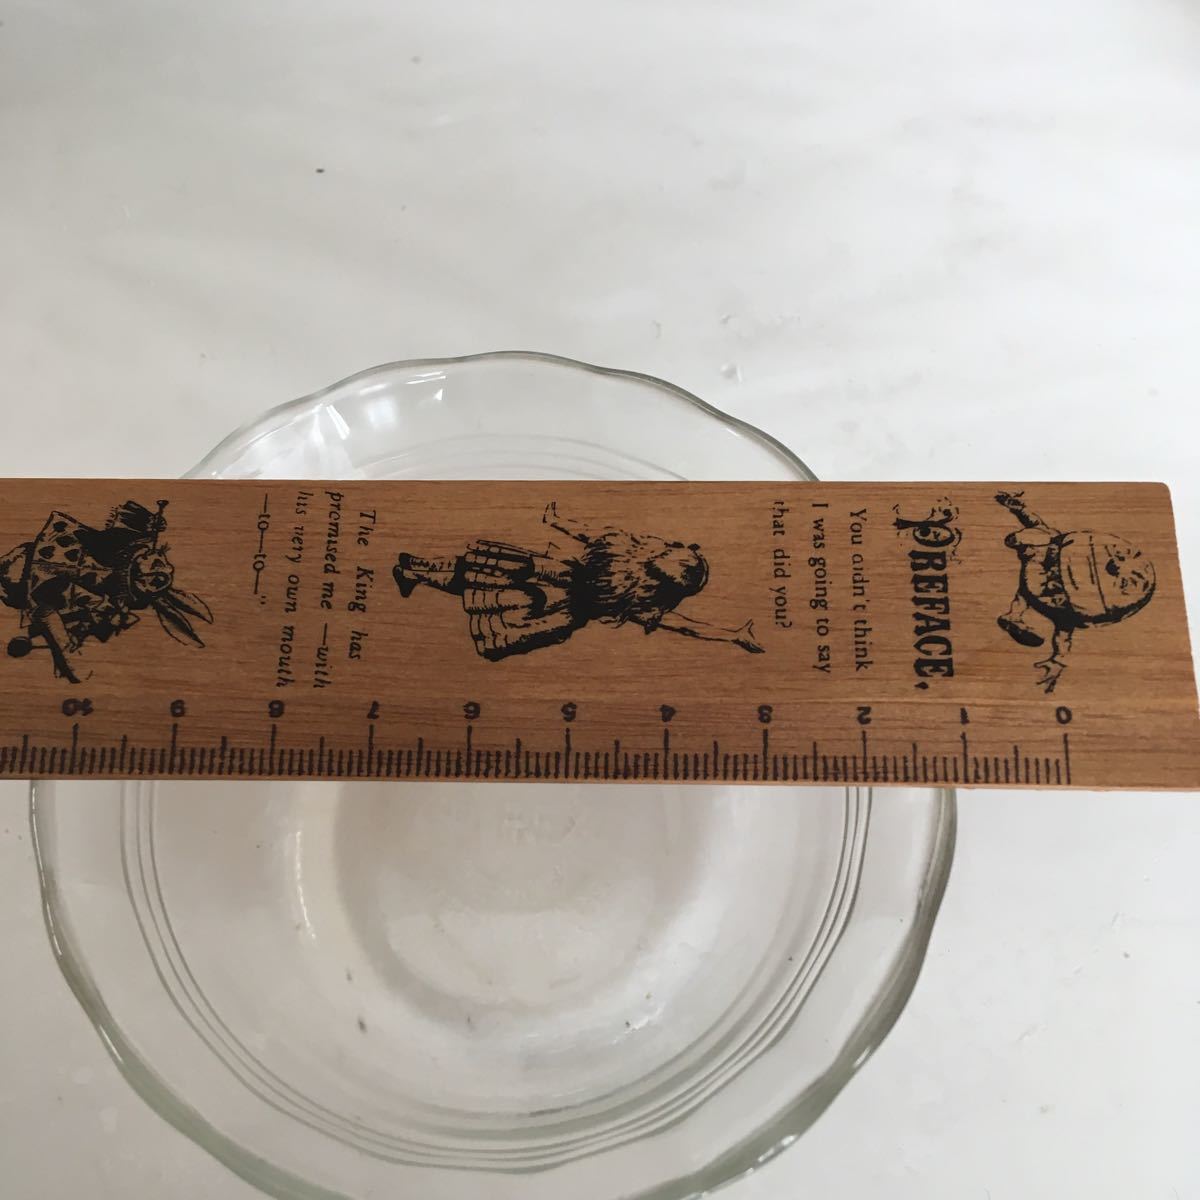 PREFACE,
You didn't think
I was going to say
that did you?
The King has
promised me —with
his very own mouth
—to—to—"
10 9 8 7 6 5 4 3 2 1 0